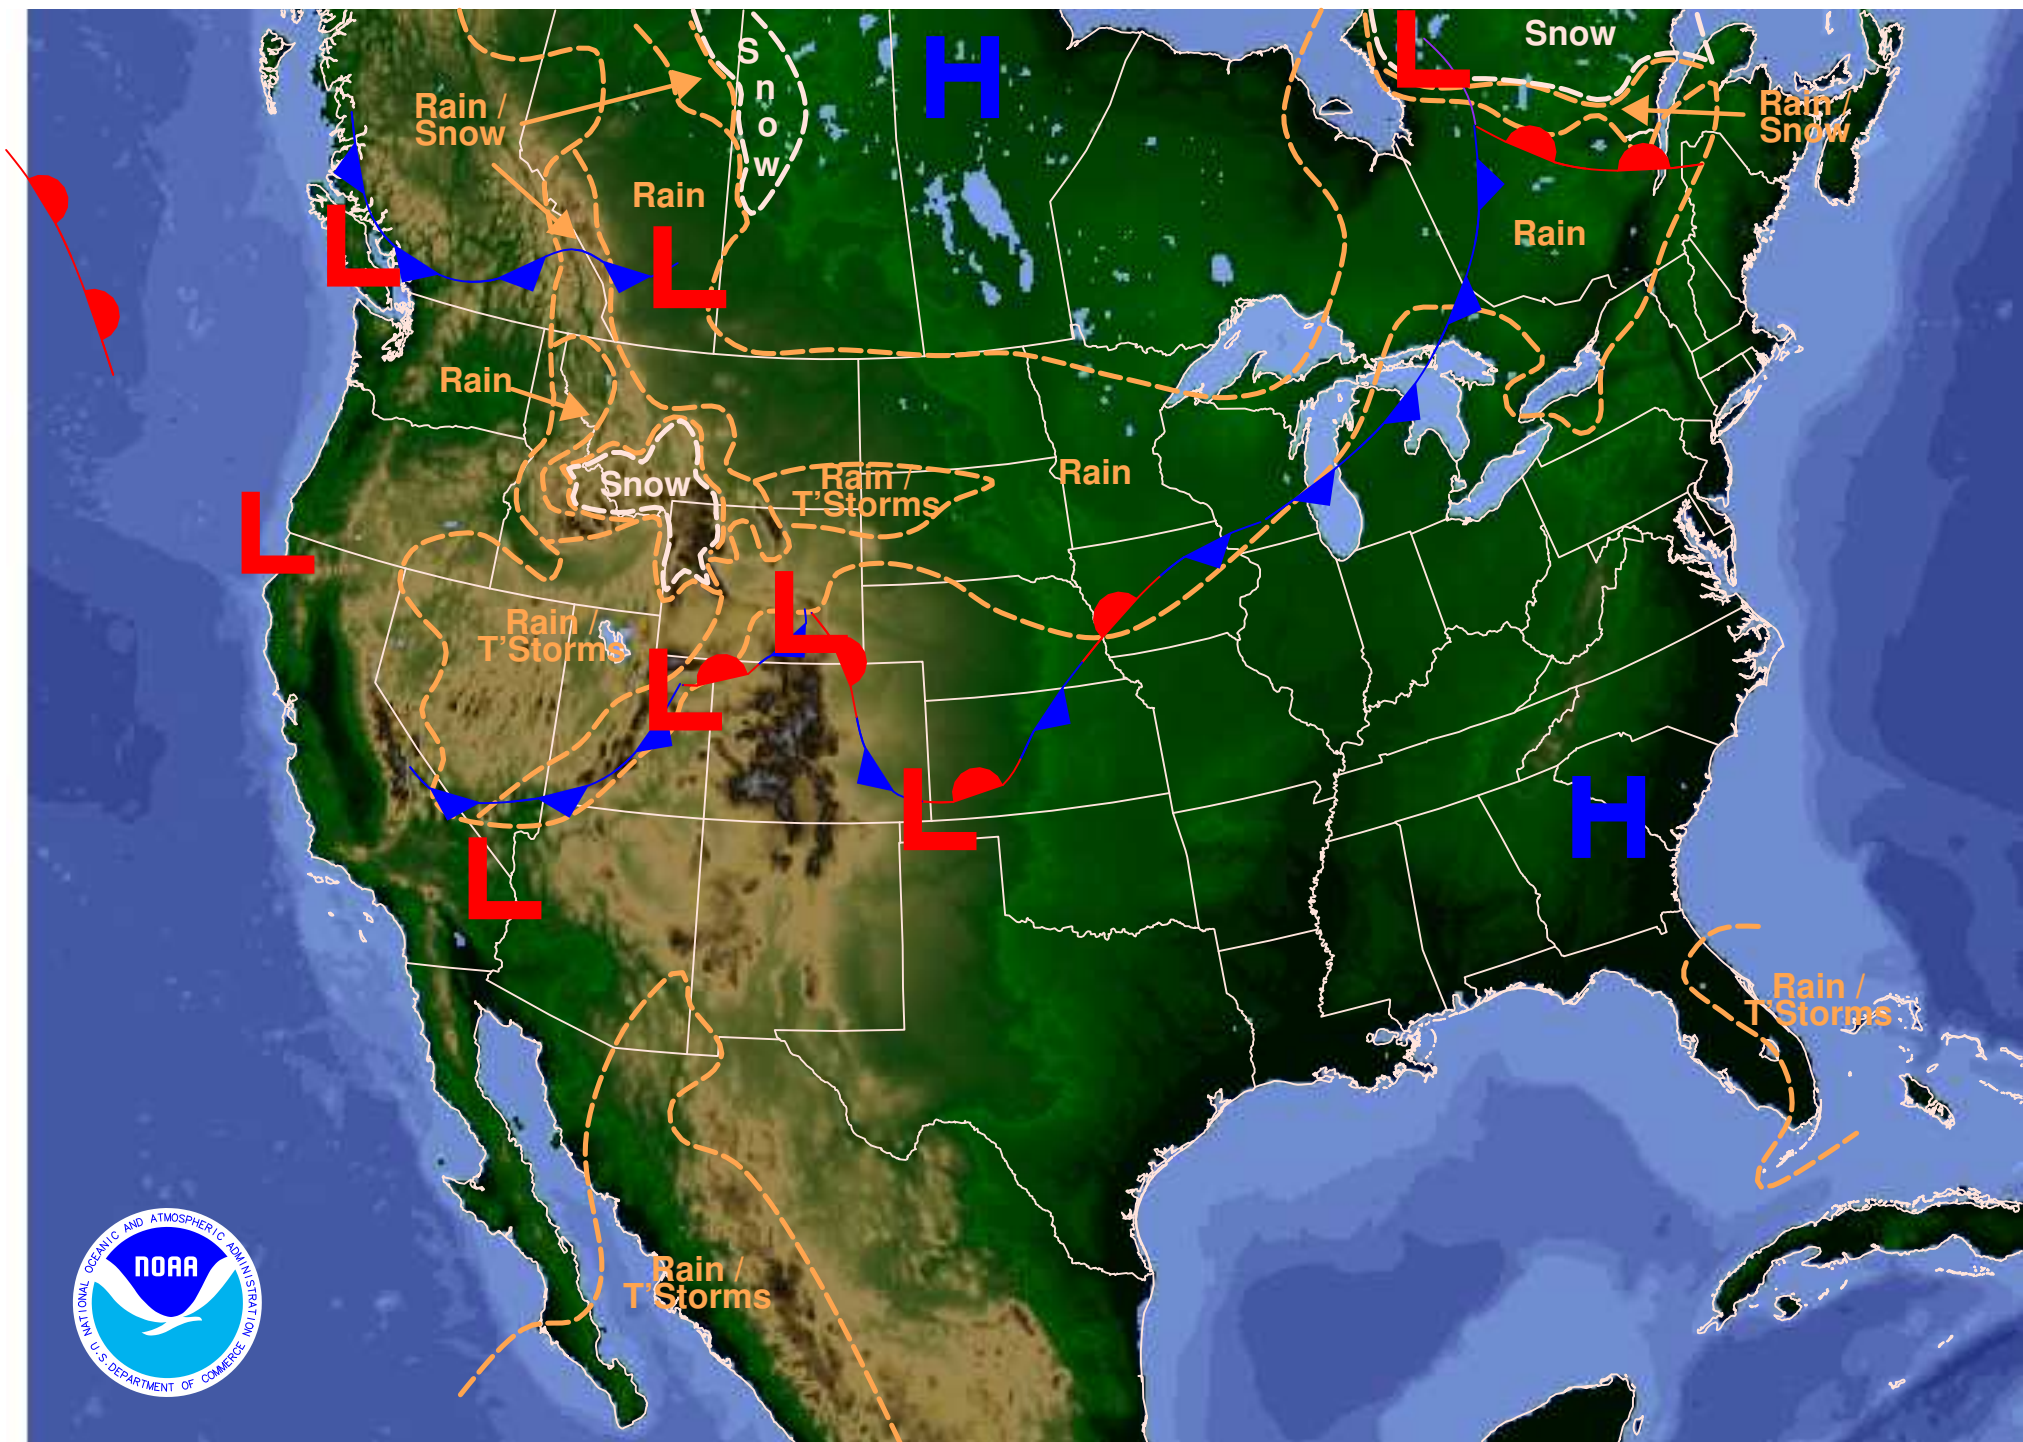 Snow
S
n
o
w
H
L
Rain /
Snow
Rain /
Snow
Rain
Rain
L
L
Rain
Rain
Snow
Rain /
T'Storms
L
L
Rain /
T'Storms
L
L
H
L
Rain /
T'Storms
Rain /
T'Storms
NATIONAL OCEANIC AND ATMOSPHERIC ADMINISTRATION
NOAA
U.S. DEPARTMENT OF COMMERCE